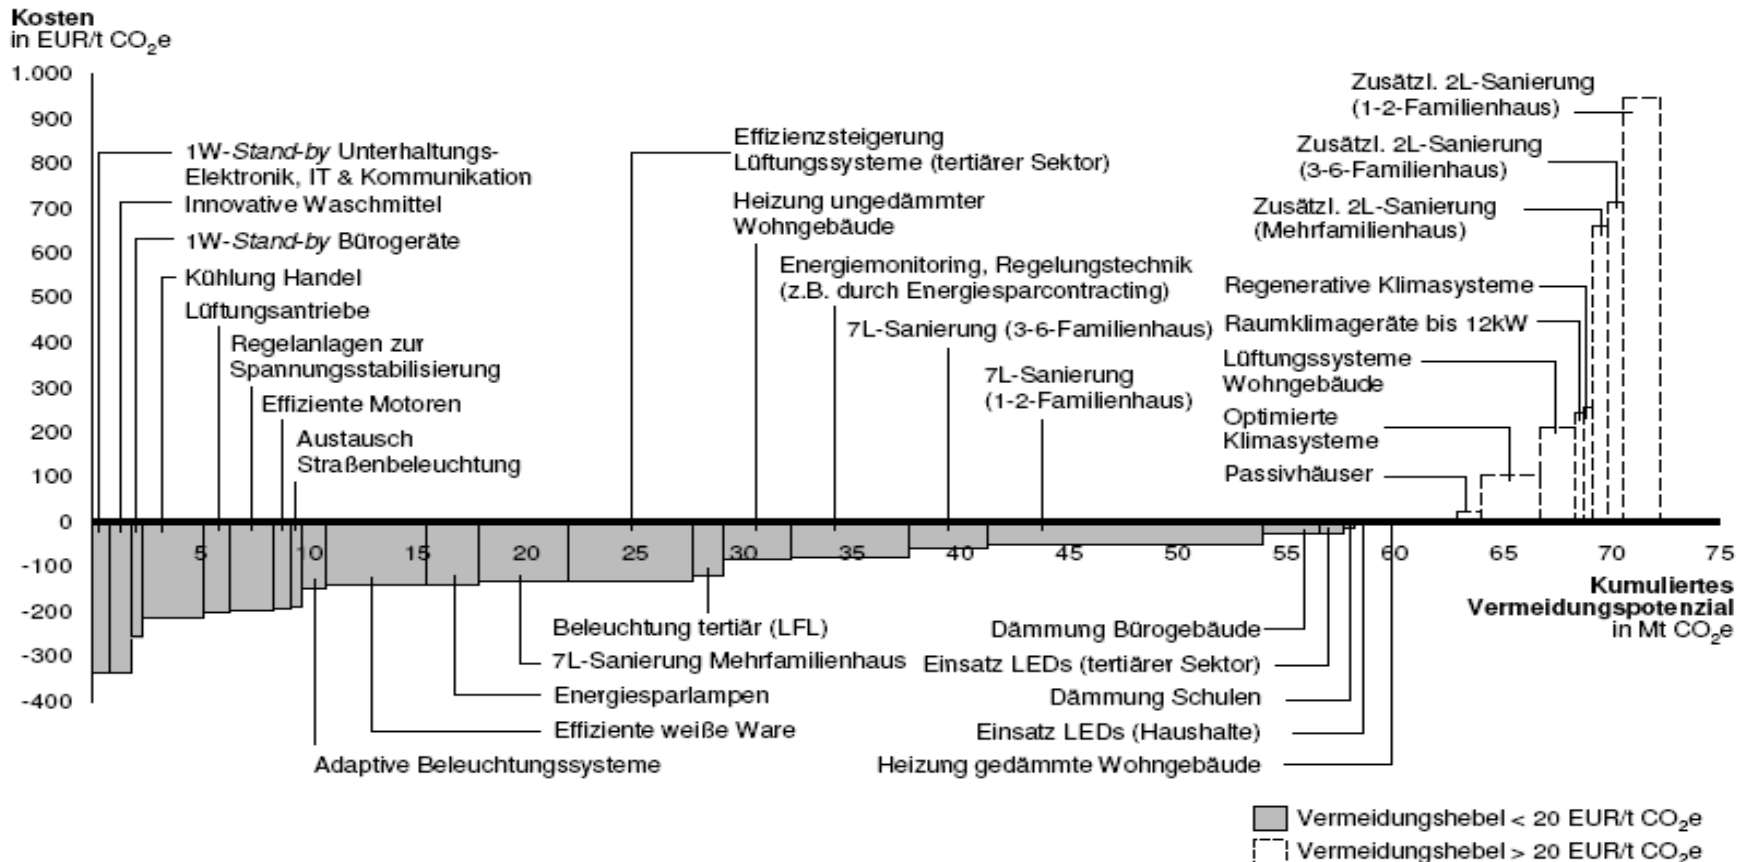 Kosten
in EUR/t CO₂e
1.000
900
800
700
600
500
400
300
200
100
0
-100
-200
-300
-400
1W-Stand-by Unterhaltungs-
Elektronik, IT & Kommunikation
Innovative Waschmittel
1W-Stand-by Bürogeräte
Kühlung Handel
Lüftungsantriebe
Regelanlagen zur
Spannungsstabilisierung
Effiziente Motoren
Austausch
Straßenbeleuchtung
Effizienzsteigerung
Lüftungssysteme (tertiärer Sektor)
Heizung ungedämmter
Wohngebäude
Energiemonitoring, Regelungstechnik
(z.B. durch Energiesparcontracting)
7L-Sanierung (3-6-Familienhaus)
7L-Sanierung
(1-2-Familienhaus)
Zusätzl. 2L-Sanierung
(1-2-Familienhaus)
Zusätzl. 2L-Sanierung
(3-6-Familienhaus)
Zusätzl. 2L-Sanierung
(Mehrfamilienhaus)
Regenerative Klimasysteme
Raumklimageräte bis 12kW
Lüftungssysteme
Wohngebäude
Optimierte
Klimasysteme
Passivhäuser
5 10 15 20 25 30 35 40 45 50 55 60 65 70 75
Kumuliertes
Vermeidungspotenzial
in Mt CO₂e
Beleuchtung tertiär (LFL)
7L-Sanierung Mehrfamilienhaus
Energiesparlampen
Effiziente weiße Ware
Adaptive Beleuchtungssysteme
Dämmung Bürogebäude
Einsatz LEDs (tertiärer Sektor)
Dämmung Schulen
Einsatz LEDs (Haushalte)
Heizung gedämmte Wohngebäude
Vermeidungshebel < 20 EUR/t CO₂e
Vermeidungshebel > 20 EUR/t CO₂e